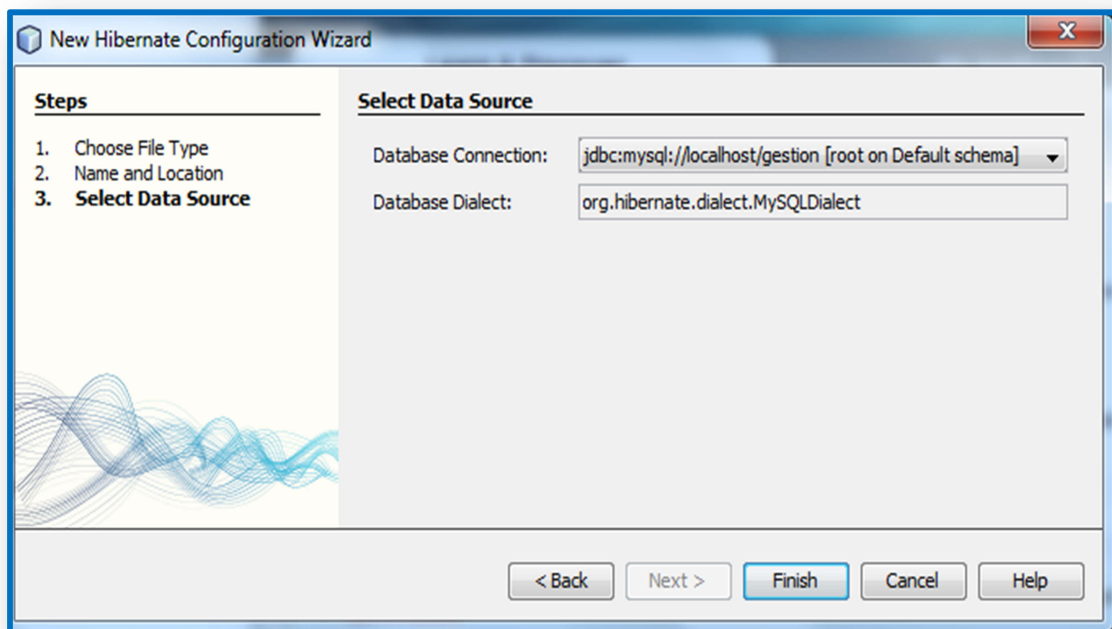 New Hibernate Configuration Wizard
Steps
1. Choose File Type
2. Name and Location
3. Select Data Source
Select Data Source
Database Connection: jdbc:mysql://localhost/gestion [root on Default schema]
Database Dialect: org.hibernate.dialect.MySQLDialect
< Back Next > Finish Cancel Help